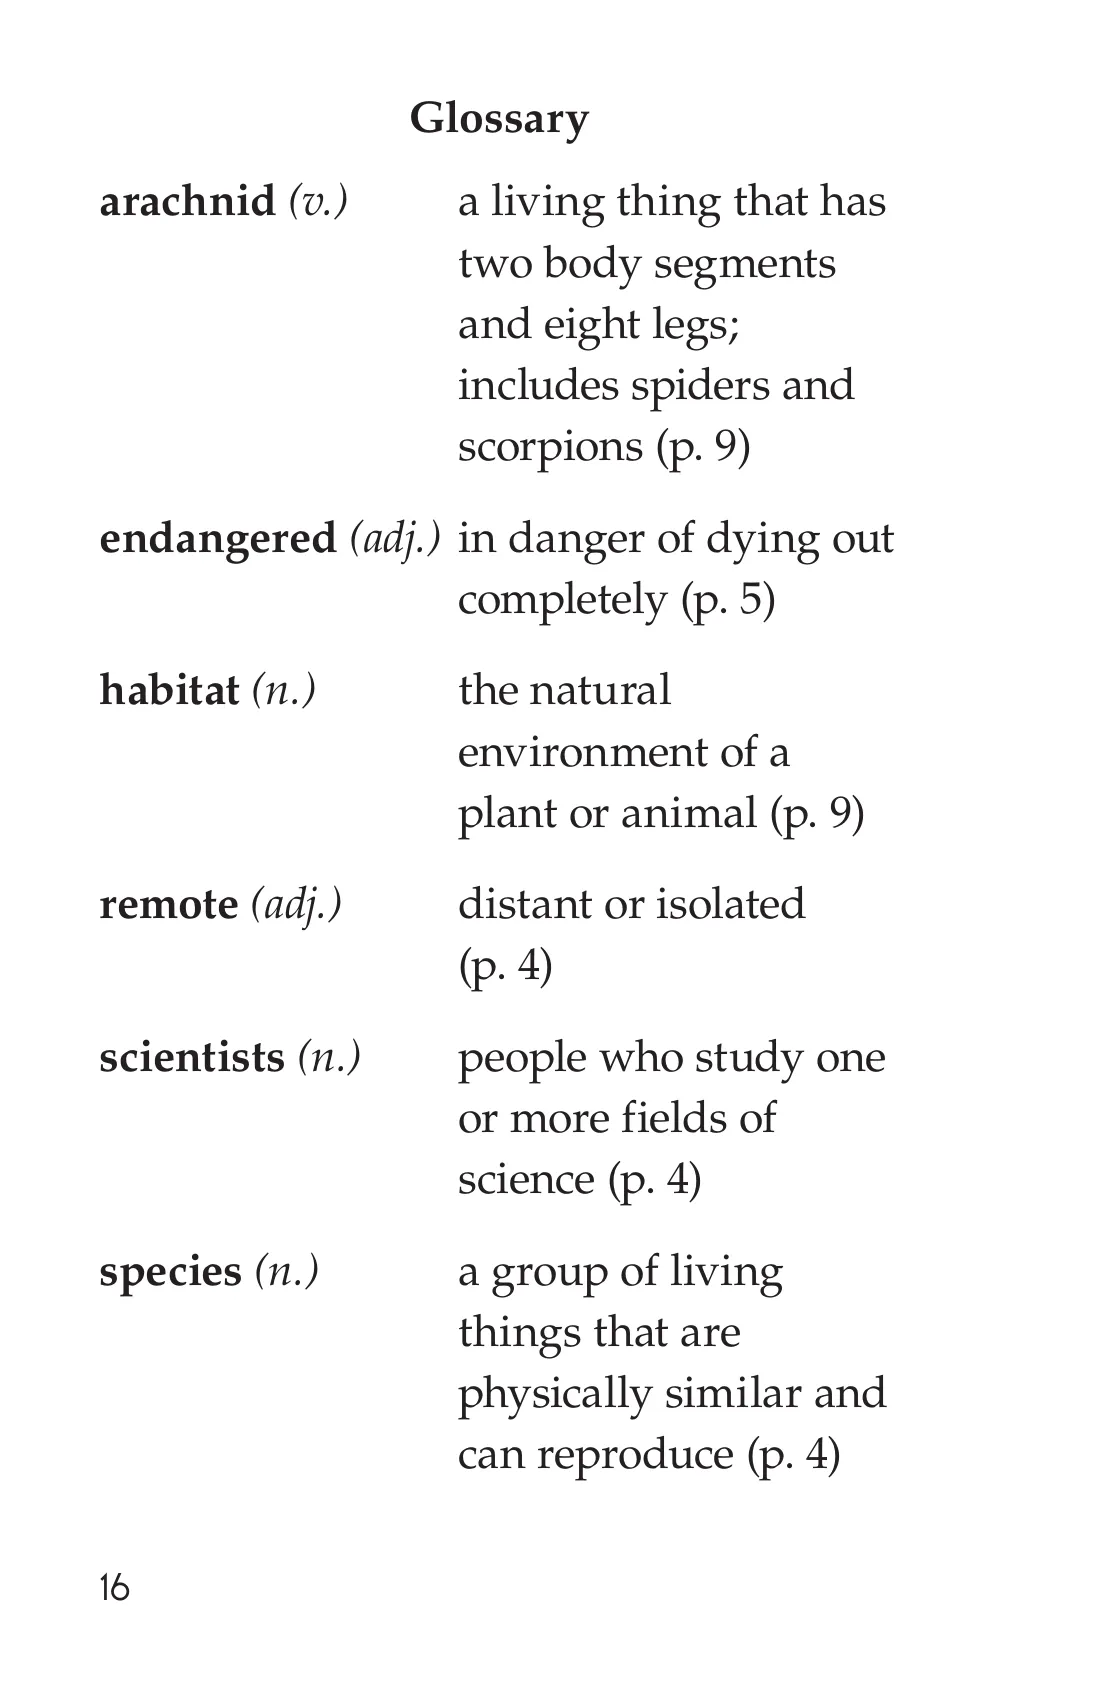 Glossary
arachnid (v.) a living thing that has
two body segments
and eight legs;
includes spiders and
scorpions (p. 9)
endangered (adj.) in danger of dying out
completely (p. 5)
habitat (n.) the natural
environment of a
plant or animal (p. 9)
remote (adj.) distant or isolated
(p. 4)
scientists (n.) people who study one
or more fields of
science (p. 4)
species (n.) a group of living
things that are
physically similar and
can reproduce (p. 4)
16